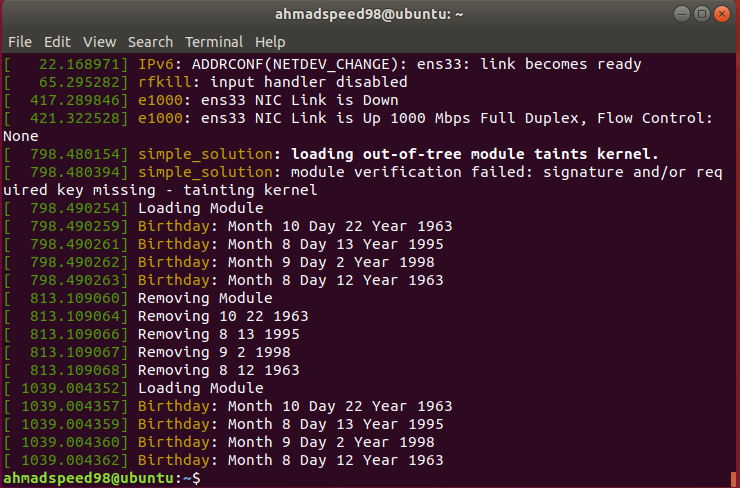 ahmadspeed98@ubuntu: ~
File Edit View Search Terminal Help
[   22.168971] IPv6: ADDRCONF(NETDEV_CHANGE): ens33: link becomes ready
[   65.295282] rfkill: input handler disabled
[  417.289846] e1000: ens33 NIC Link is Down
[  421.322528] e1000: ens33 NIC Link is Up 1000 Mbps Full Duplex, Flow Control:
None
[  798.480154] simple_solution: loading out-of-tree module taints kernel.
[  798.480394] simple_solution: module verification failed: signature and/or req
uired key missing - tainting kernel
[  798.490254] Loading Module
[  798.490259] Birthday: Month 10 Day 22 Year 1963
[  798.490261] Birthday: Month 8 Day 13 Year 1995
[  798.490262] Birthday: Month 9 Day 2 Year 1998
[  798.490263] Birthday: Month 8 Day 12 Year 1963
[  813.109060] Removing Module
[  813.109064] Removing 10 22 1963
[  813.109066] Removing 8 13 1995
[  813.109067] Removing 9 2 1998
[  813.109068] Removing 8 12 1963
[ 1039.004352] Loading Module
[ 1039.004357] Birthday: Month 10 Day 22 Year 1963
[ 1039.004359] Birthday: Month 8 Day 13 Year 1995
[ 1039.004360] Birthday: Month 9 Day 2 Year 1998
[ 1039.004362] Birthday: Month 8 Day 12 Year 1963
ahmadspeed98@ubuntu:~$